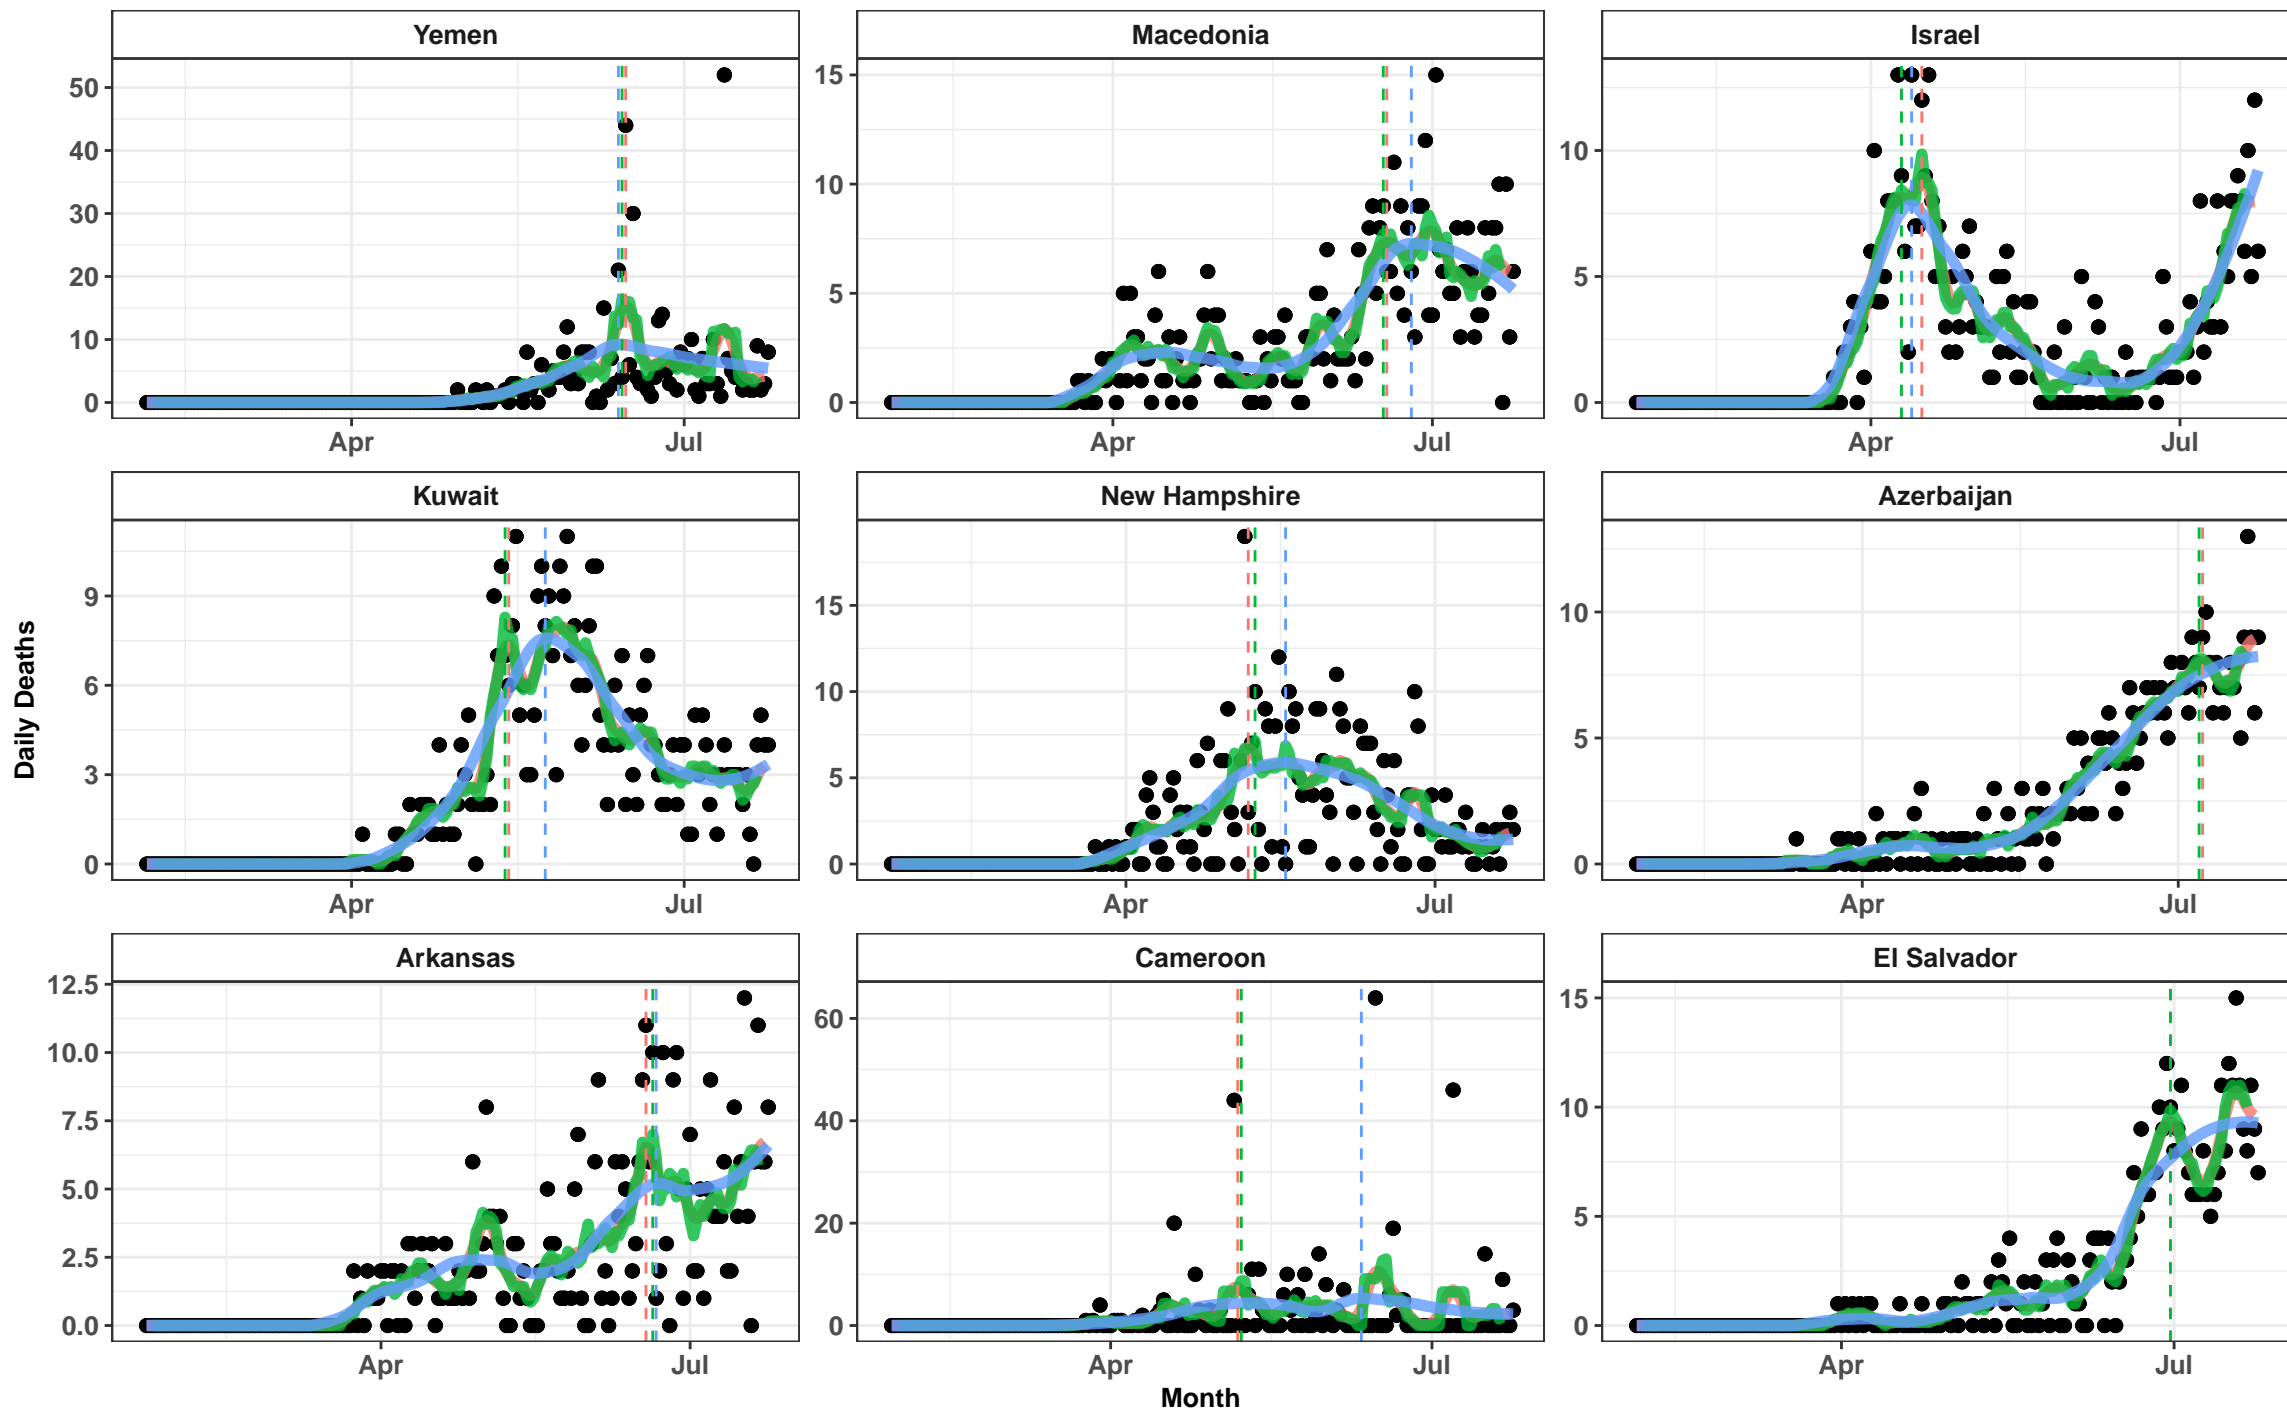 Yemen
Macedonia
Israel
50
40
30
20
10
0
15
10
5
0
10
5
0
Apr
Jul
Apr
Jul
Apr
Jul
Kuwait
New Hampshire
Azerbaijan
9
6
3
0
15
10
5
0
10
5
0
Apr
Jul
Apr
Jul
Apr
Jul
Daily Deaths
Arkansas
Cameroon
El Salvador
12.5
10.0
7.5
5.0
2.5
0.0
60
40
20
0
15
10
5
0
Apr
Jul
Apr
Jul
Apr
Jul
Month